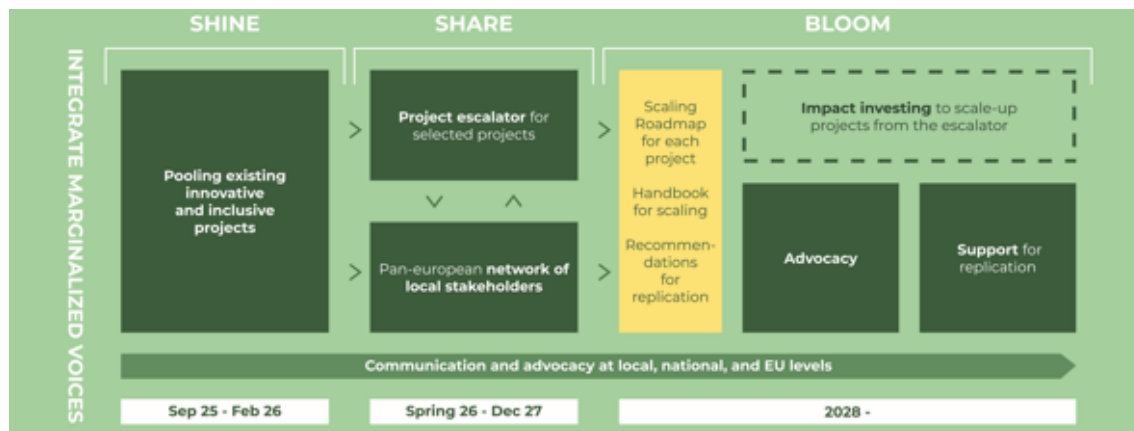 SHINE
SHARE
BLOOM
INTEGRATE MARGINALIZED VOICES
Pooling existing
innovative
and inclusive
projects
>
Project escalator for
selected projects
Pan-european network of
local stakeholders
Scaling
Roadmap
for each
project
Handbook
for scaling
Recommen-
dations
for
replication
Impact investing to scale-up
projects from the escalator
Advocacy
Support for
replication
Communication and advocacy at local, national, and EU levels
Sep 25 - Feb 26
Spring 26 - Dec 27
2028 -